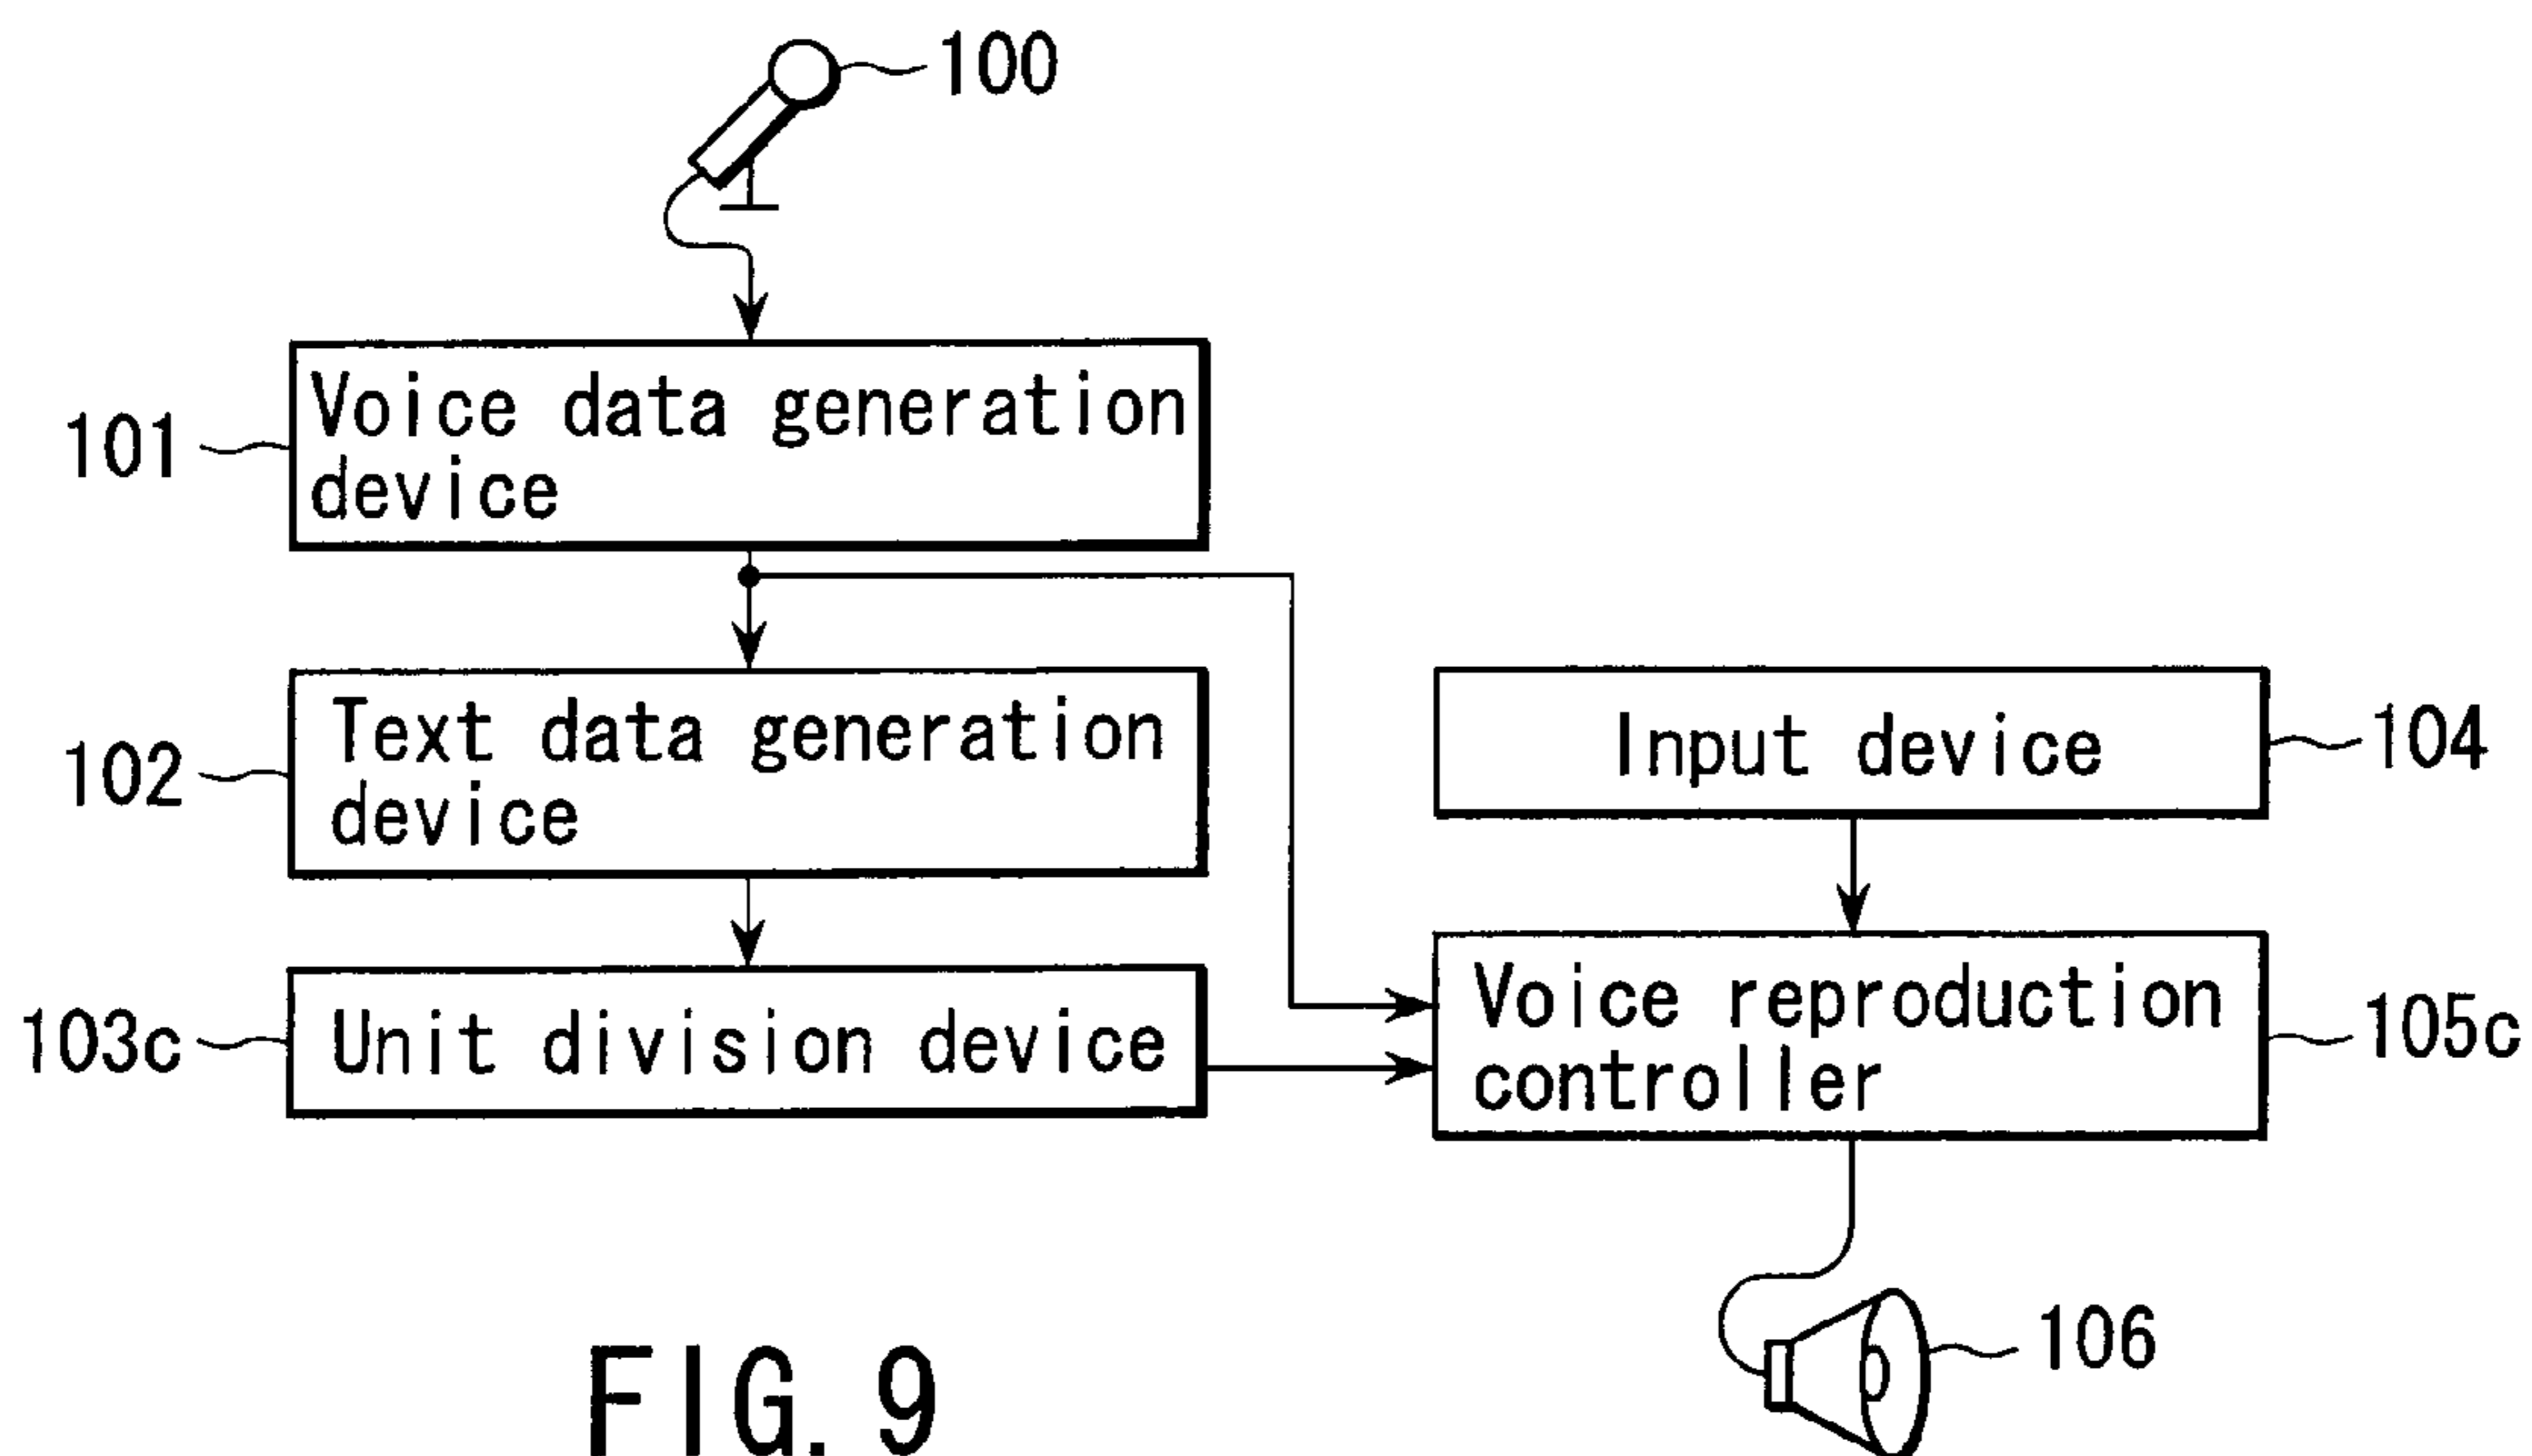 100
101
Voice data generation
device
102
Text data generation
device
Input device
104
103c
Unit division device
Voice reproduction
controller
105c
106
FIG. 9